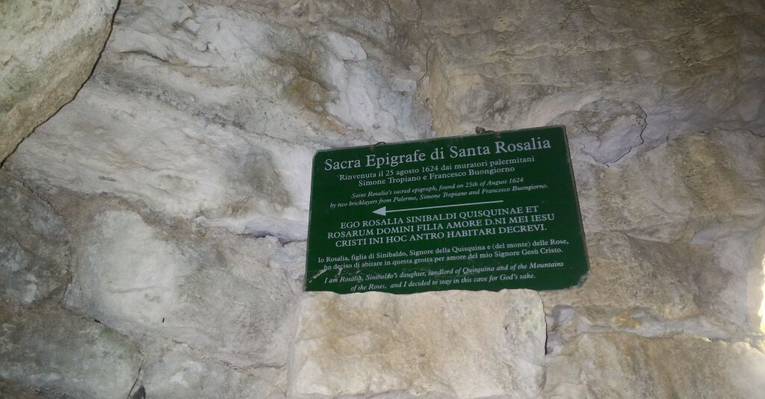 Sacra Epigrafe di Santa Rosalia
Rinvenuta il 25 agosto 1624 dai muratori palermitani
Simone Tropiano e Francesco Buongiorno
Saint Rosalia's sacred epigraph, found on 25th of August 1624
by two bricklayers from Palermo, Simone Tropiano and Francesco Buongiorno.
EGO ROSALIA SINIBALDI QUISQUINAE ET
ROSARUM DOMINI FILIA AMORE D.NI MEI IESU
CRISTI INI HOC ANTRO HABITARI DECREVI.
Io Rosalia, figlia di Sinibaldo, Signore della Quisquina e (del monte) delle Rose,
ho deciso di abitare in questa grotta per amore del mio Signore Gesù Cristo.
I am Rosalia, Sinibaldo's daughter, landlord of Quisquina and of the Mountains
of the Roses, and I decided to stay in this cave for God's sake.